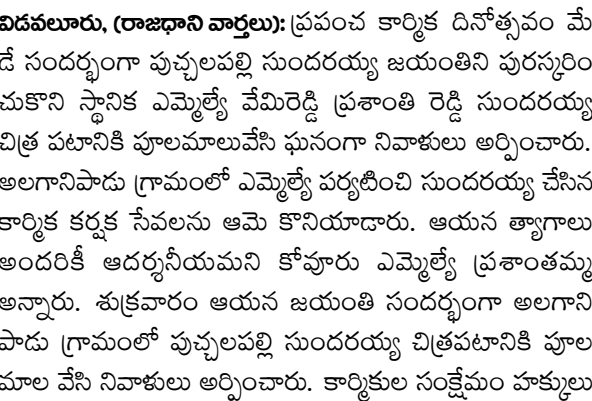 విడవలూరు, (రాజధాని వార్తలు): ప్రపంచ కార్మిక దినోత్సవం మే
డే సందర్భంగా పుచ్చలపల్లి సుందరయ్య జయంతిని పురస్కరిం
చుకొని స్థానిక ఎమ్మెల్యే వేమిరెడ్డి ప్రశాంతి రెడ్డి సుందరయ్య
చిత్ర పటానికి పూలమాలువేసి ఘనంగా నివాళులు అర్పించారు.
అలగానిపాడు గ్రామంలో ఎమ్మెల్యే పర్యటించి సుందరయ్య చేసిన
కార్మిక కర్షక సేవలను ఆమె కొనియాడారు. ఆయన త్యాగాలు
అందరికీ ఆదర్శనీయమని కోవూరు ఎమ్మెల్యే ప్రశాంతమ్మ
అన్నారు. శుక్రవారం ఆయన జయంతి సందర్భంగా అలగాని
పాడు గ్రామంలో పుచ్చలపల్లి సుందరయ్య చిత్రపటానికి పూల
మాల వేసి నివాళులు అర్పించారు. కార్మికుల సంక్షేమం హక్కులు